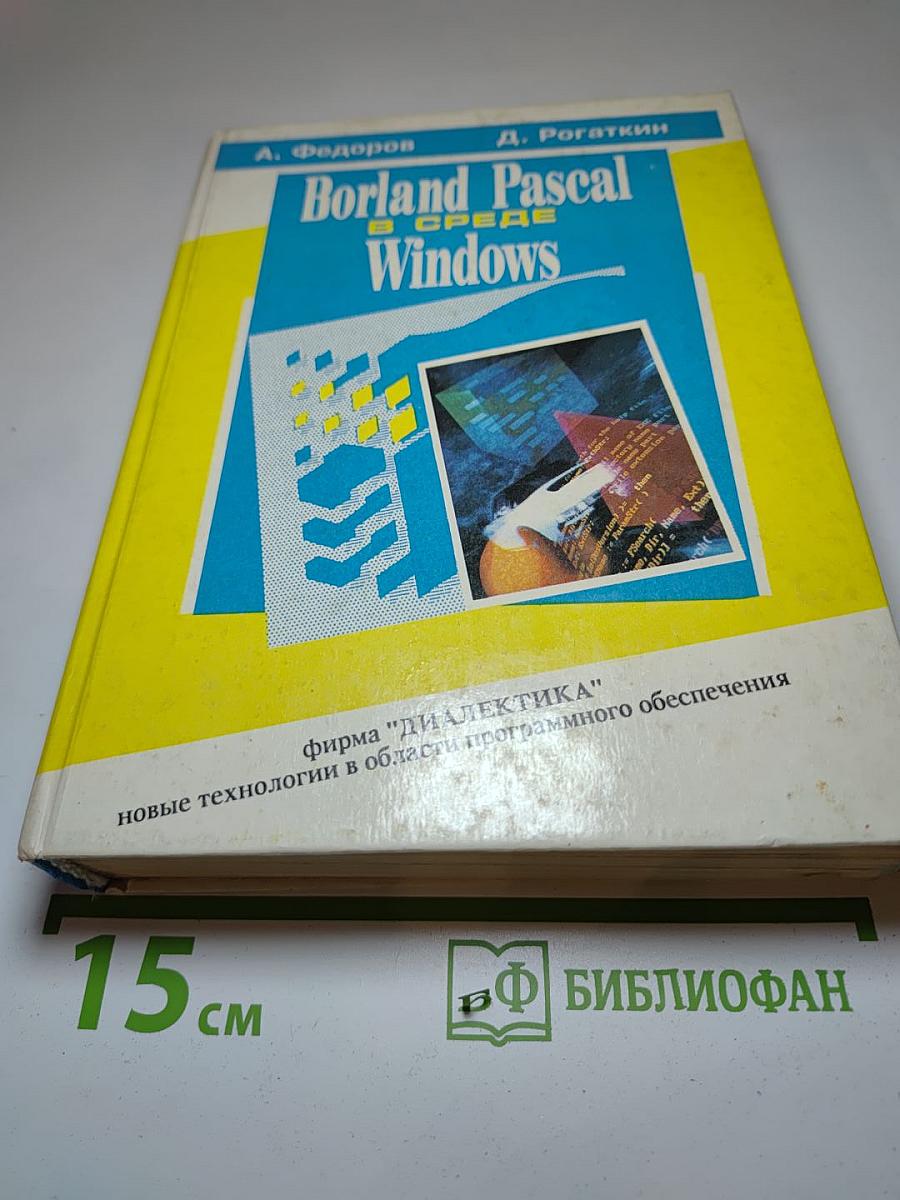 А. Федоров Д. Рогаткин
Borland Pascal
В СРЕДЕ
Windows
фирма "ДИАЛЕКТИКА"
новые технологии в области программного обеспечения
15 см
БИБЛИОФАН